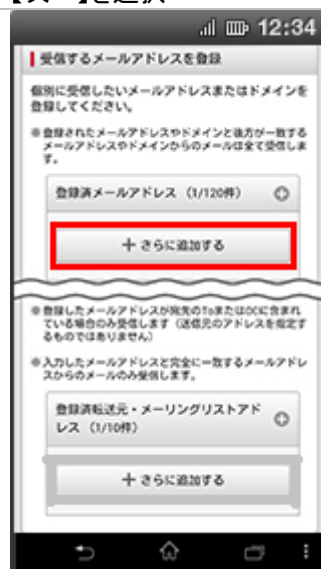 12:34
受信するメールアドレスを登録
個別に受信したいメールアドレスまたはドメインを
登録してください。
※登録されたメールアドレスやドメインと後方が一致する
メールアドレスやドメインからのメールは全て受信しま
す。
登録済メールアドレス（1/120件）
＋さらに追加する
※登録したメールアドレスが宛先のToまたはCCに含まれ
ている場合のみ受信します（送信元のアドレスを指定す
るものではありません）
※入力したメールアドレスと完全に一致するメールアドレ
スからのメールのみ受信します。
登録済転送元・メーリングリストアド
レス（1/10件）
＋さらに追加する